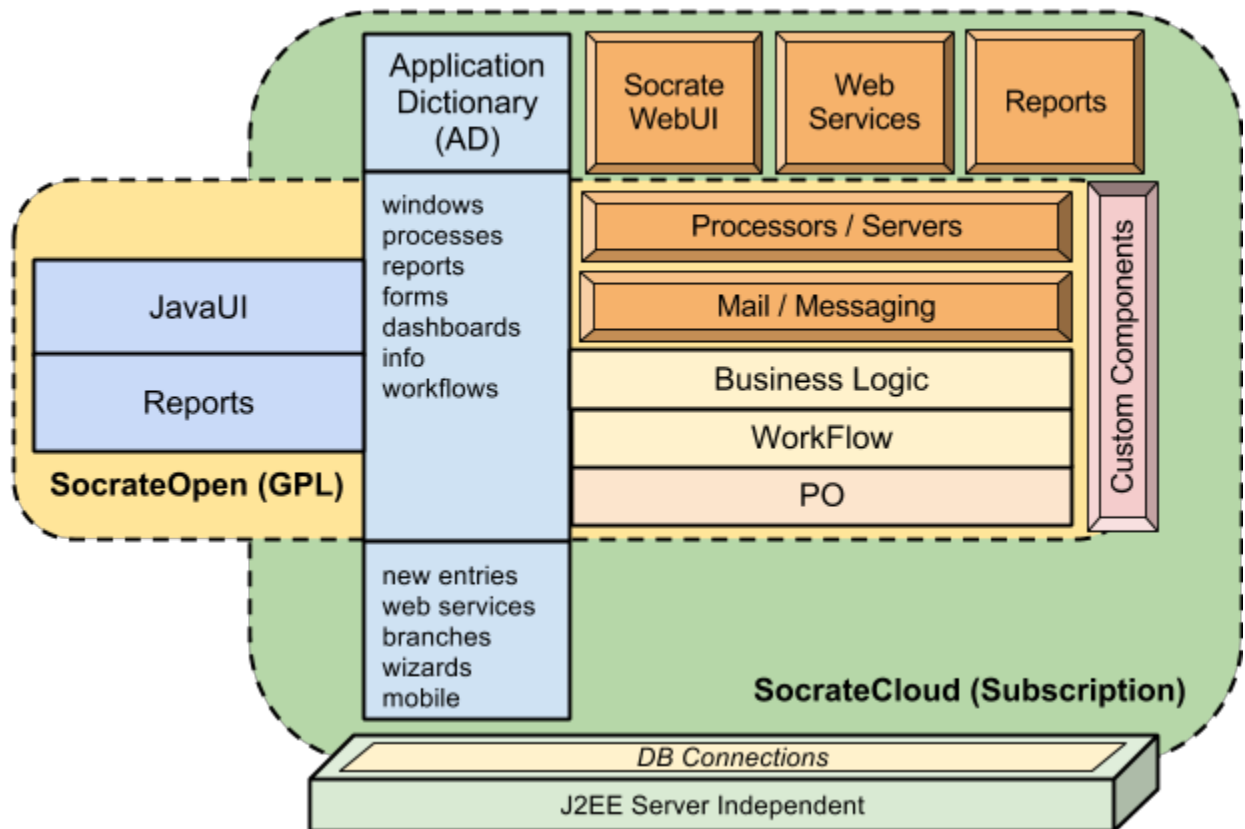 Application
Dictionary
(AD)
Socrate
WebUI
Web
Services
Reports
windows
processes
reports
forms
dashboards
info
workflows
Processors / Servers
Mail / Messaging
Business Logic
WorkFlow
PO
Custom Components
JavaUI
Reports
SocrateOpen (GPL)
new entries
web services
branches
wizards
mobile
SocrateCloud (Subscription)
DB Connections
J2EE Server Independent